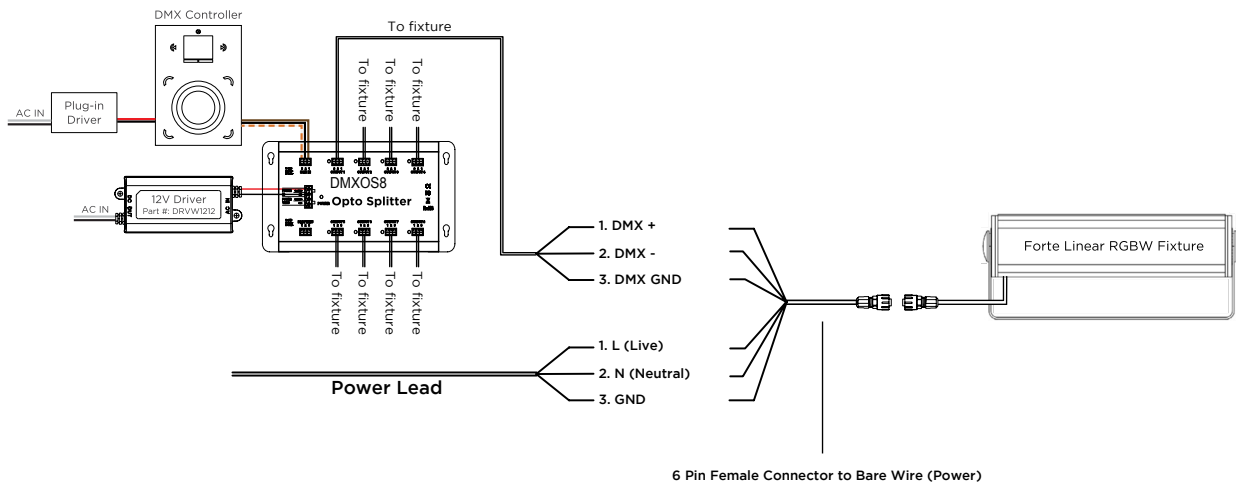 DMX Controller
To fixture
AC IN
Plug-in
Driver
To fixture
To fixture
To fixture
DMXOS8
Opto Splitter
POWER
12V Driver
Part #: DRVW1212
AC IN
To fixture
To fixture
To fixture
To fixture
1. DMX +
2. DMX -
3. DMX GND
1. L (Live)
2. N (Neutral)
3. GND
Power Lead
Forte Linear RGBW Fixture
6 Pin Female Connector to Bare Wire (Power)